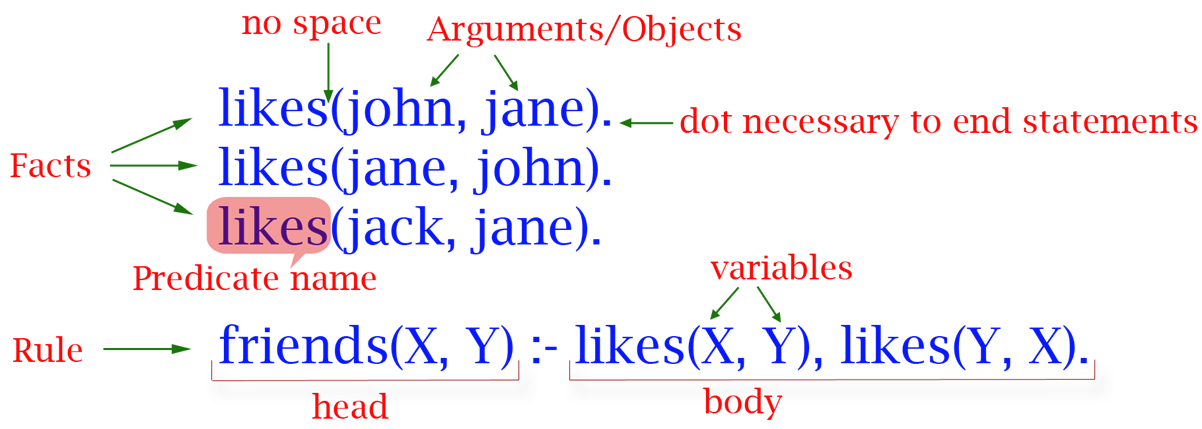 no space
Arguments/Objects
likes(john, jane).
dot necessary to end statements
Facts
likes(jane, john).
likes(jack, jane).
Predicate name
variables
Rule
friends(X, Y) :- likes(X, Y), likes(Y, X).
head
body